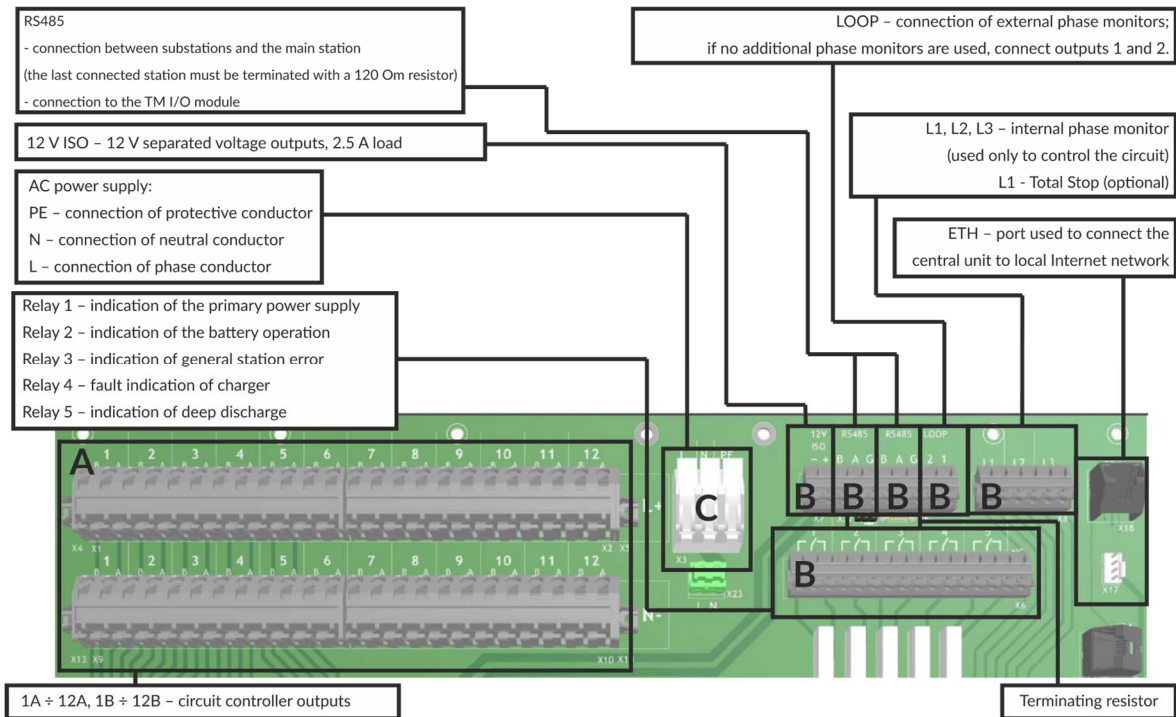 RS485
- connection between substations and the main station
(the last connected station must be terminated with a 120 Om resistor)
- connection to the TM I/O module
LOOP – connection of external phase monitors;
if no additional phase monitors are used, connect outputs 1 and 2.
12 V ISO – 12 V separated voltage outputs, 2.5 A load
L1, L2, L3 – internal phase monitor
(used only to control the circuit)
L1 - Total Stop (optional)
AC power supply:
PE – connection of protective conductor
N – connection of neutral conductor
L – connection of phase conductor
ETH – port used to connect the
central unit to local Internet network
Relay 1 – indication of the primary power supply
Relay 2 – indication of the battery operation
Relay 3 – indication of general station error
Relay 4 – fault indication of charger
Relay 5 – indication of deep discharge
A
1 2 3 4 5 6 7 8 9 10 11 12
B A B A B A B A B A B A B A B A B A B A B A B A
L+
X4 X1
X2
1 2 3 4 5 6 7 8 9 10 11 12
B A B A B A B A B A B A B A B A B A B A B A B A
N-
X13 X9
X10
N PE
C
X3
X23
L N
12V ISO RS485 RS485 LOOP
- + B A G B A G 2 1
L1 L2 L3
B B B B B
X7
X8
X18
1 2 3 4 5
B
X6
X17
1A ÷ 12A, 1B ÷ 12B – circuit controller outputs
Terminating resistor